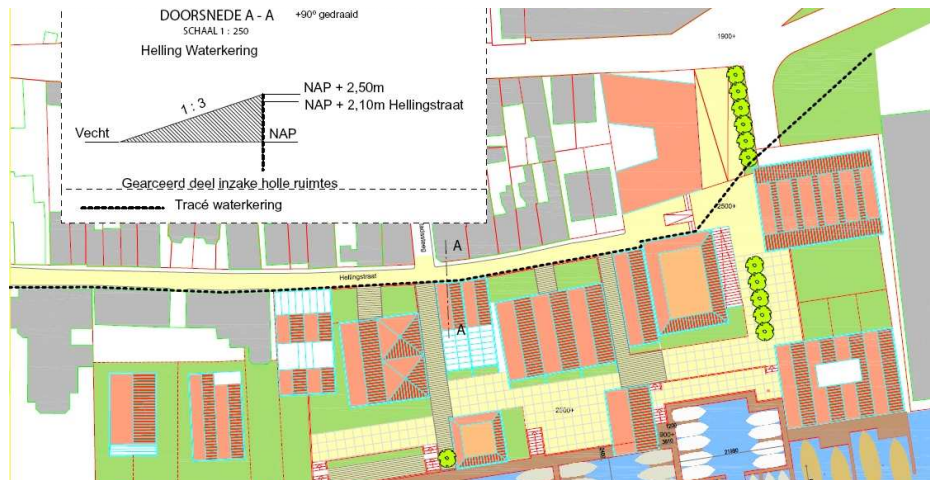 DOORSNEDE A - A
+90º gedraaid
SCHAAL 1 : 250
Helling Waterkering
1 : 3
NAP + 2,50m
NAP + 2,10m Hellingstraat
Vecht
NAP
Gearceerd deel inzake holle ruimtes
Tracé waterkering
1900+
2500+
A
Hellingstraat
A
2500+